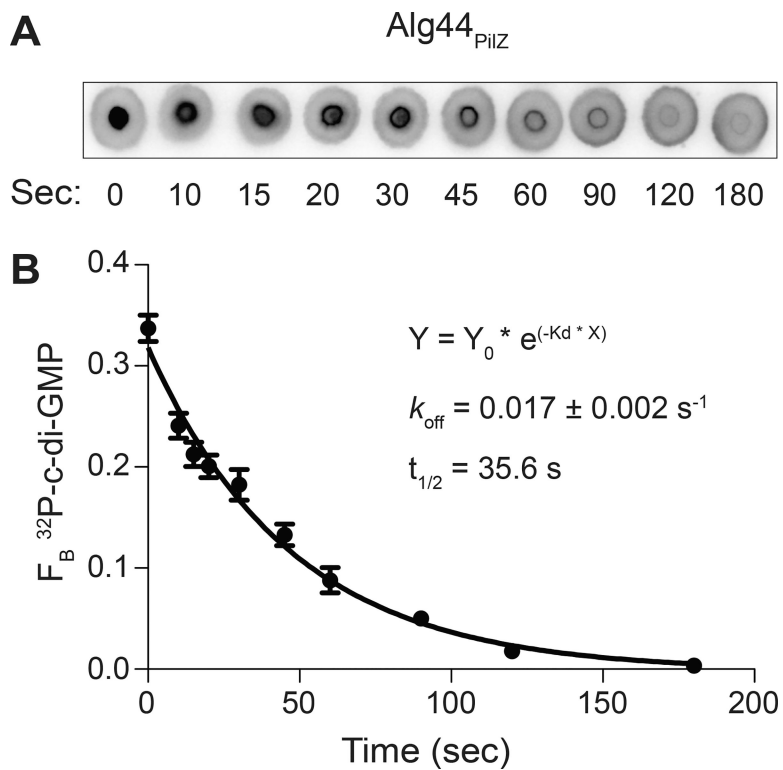 A
Alg44PilZ
Sec: 0 10 15 20 30 45 60 90 120 180
B
0.4
0.3
0.2
0.1
0.0
FB 32P-c-di-GMP
Y = Y0 * e(-Kd * X)
koff = 0.017 ± 0.002 s-1
t1/2 = 35.6 s
0 50 100 150 200
Time (sec)